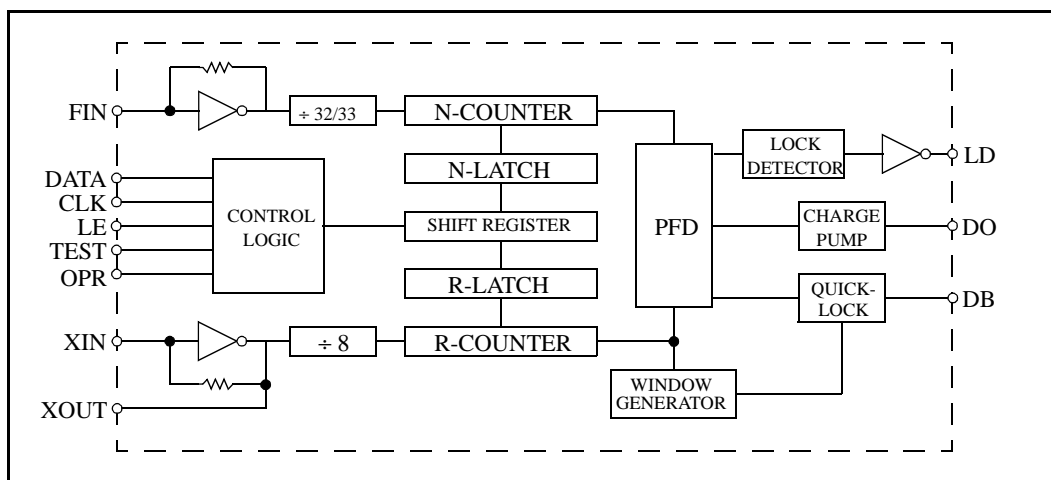 FIN
÷ 32/33
N-COUNTER
LOCK
DETECTOR
LD
DATA
CLK
LE
TEST
OPR
CONTROL
LOGIC
N-LATCH
SHIFT REGISTER
R-LATCH
PFD
CHARGE
PUMP
DO
QUICK-
LOCK
DB
XIN
÷ 8
R-COUNTER
WINDOW
GENERATOR
XOUT